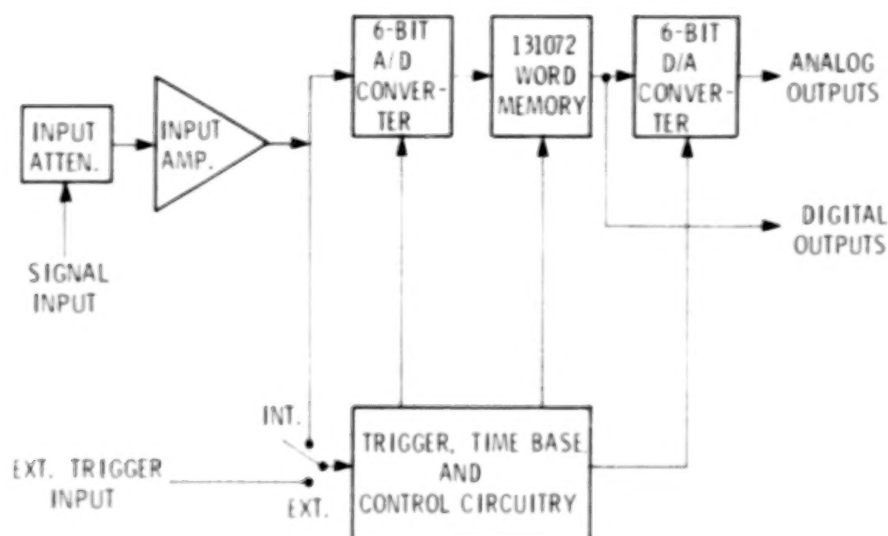 6-BIT
A/D
CONVER-
TER
131072
WORD
MEMORY
6-BIT
D/A
CONVER-
TER
ANALOG
OUTPUTS
INPUT
ATTEN.
INPUT
AMP.
DIGITAL
OUTPUTS
SIGNAL
INPUT
INT.
EXT. TRIGGER
INPUT
EXT.
TRIGGER, TIME BASE
AND
CONTROL CIRCUITRY